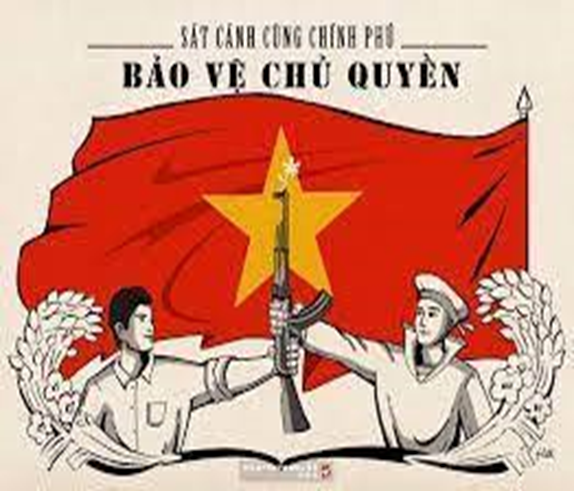 SÁT CÁNH CÙNG CHÍNH PHỦ
BẢO VỆ CHỦ QUYỀN